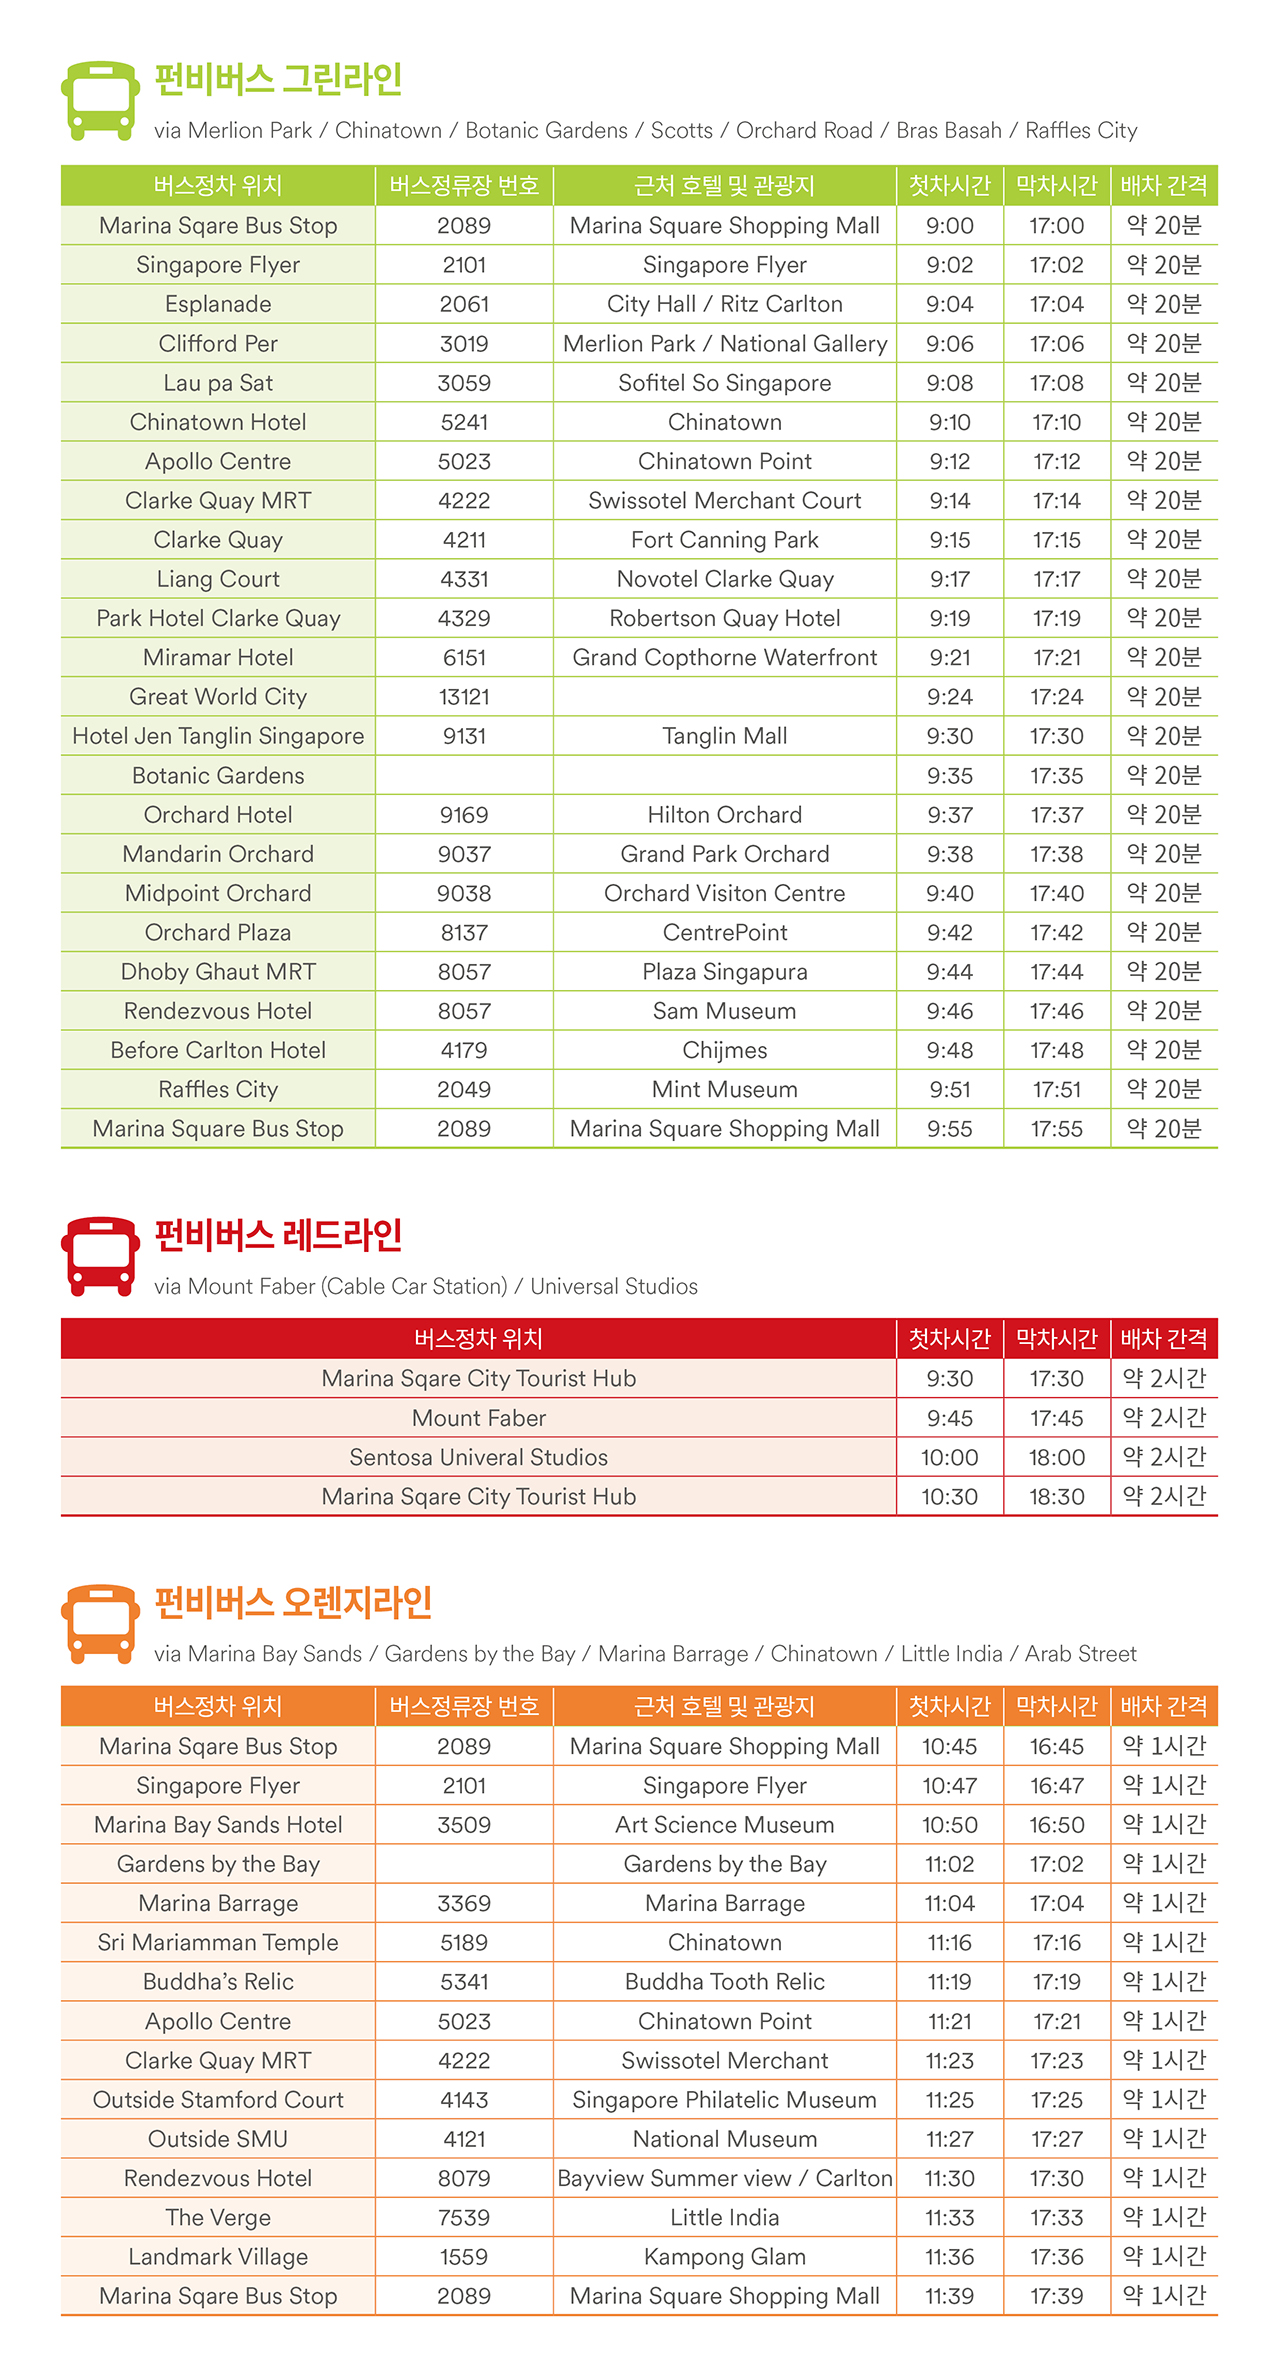 펀비버스 그린라인
via Merlion Park / Chinatown / Botanic Gardens / Scotts / Orchard Road / Bras Basah / Raffles City
버스정차 위치 버스정류장 번호 근처 호텔 및 관광지 첫차시간 막차시간 배차 간격
Marina Sqare Bus Stop 2089 Marina Square Shopping Mall 9:00 17:00 약 20분
Singapore Flyer 2101 Singapore Flyer 9:02 17:02 약 20분
Esplanade 2061 City Hall / Ritz Carlton 9:04 17:04 약 20분
Clifford Per 3019 Merlion Park / National Gallery 9:06 17:06 약 20분
Lau pa Sat 3059 Sofitel So Singapore 9:08 17:08 약 20분
Chinatown Hotel 5241 Chinatown 9:10 17:10 약 20분
Apollo Centre 5023 Chinatown Point 9:12 17:12 약 20분
Clarke Quay MRT 4222 Swissotel Merchant Court 9:14 17:14 약 20분
Clarke Quay 4211 Fort Canning Park 9:15 17:15 약 20분
Liang Court 4331 Novotel Clarke Quay 9:17 17:17 약 20분
Park Hotel Clarke Quay 4329 Robertson Quay Hotel 9:19 17:19 약 20분
Miramar Hotel 6151 Grand Copthorne Waterfront 9:21 17:21 약 20분
Great World City 13121 9:24 17:24 약 20분
Hotel Jen Tanglin Singapore 9131 Tanglin Mall 9:30 17:30 약 20분
Botanic Gardens 9:35 17:35 약 20분
Orchard Hotel 9169 Hilton Orchard 9:37 17:37 약 20분
Mandarin Orchard 9037 Grand Park Orchard 9:38 17:38 약 20분
Midpoint Orchard 9038 Orchard Visiton Centre 9:40 17:40 약 20분
Orchard Plaza 8137 CentrePoint 9:42 17:42 약 20분
Dhoby Ghaut MRT 8057 Plaza Singapura 9:44 17:44 약 20분
Rendezvous Hotel 8057 Sam Museum 9:46 17:46 약 20분
Before Carlton Hotel 4179 Chijmes 9:48 17:48 약 20분
Raffles City 2049 Mint Museum 9:51 17:51 약 20분
Marina Square Bus Stop 2089 Marina Square Shopping Mall 9:55 17:55 약 20분
펀비버스 레드라인
via Mount Faber (Cable Car Station) / Universal Studios
버스정차 위치 첫차시간 막차시간 배차 간격
Marina Sqare City Tourist Hub 9:30 17:30 약 2시간
Mount Faber 9:45 17:45 약 2시간
Sentosa Univeral Studios 10:00 18:00 약 2시간
Marina Sqare City Tourist Hub 10:30 18:30 약 2시간
펀비버스 오렌지라인
via Marina Bay Sands / Gardens by the Bay / Marina Barrage / Chinatown / Little India / Arab Street
버스정차 위치 버스정류장 번호 근처 호텔 및 관광지 첫차시간 막차시간 배차 간격
Marina Sqare Bus Stop 2089 Marina Square Shopping Mall 10:45 16:45 약 1시간
Singapore Flyer 2101 Singapore Flyer 10:47 16:47 약 1시간
Marina Bay Sands Hotel 3509 Art Science Museum 10:50 16:50 약 1시간
Gardens by the Bay Gardens by the Bay 11:02 17:02 약 1시간
Marina Barrage 3369 Marina Barrage 11:04 17:04 약 1시간
Sri Mariamman Temple 5189 Chinatown 11:16 17:16 약 1시간
Buddha’s Relic 5341 Buddha Tooth Relic 11:19 17:19 약 1시간
Apollo Centre 5023 Chinatown Point 11:21 17:21 약 1시간
Clarke Quay MRT 4222 Swissotel Merchant 11:23 17:23 약 1시간
Outside Stamford Court 4143 Singapore Philatelic Museum 11:25 17:25 약 1시간
Outside SMU 4121 National Museum 11:27 17:27 약 1시간
Rendezvous Hotel 8079 Bayview Summer view / Carlton 11:30 17:30 약 1시간
The Verge 7539 Little India 11:33 17:33 약 1시간
Landmark Village 1559 Kampong Glam 11:36 17:36 약 1시간
Marina Sqare Bus Stop 2089 Marina Square Shopping Mall 11:39 17:39 약 1시간